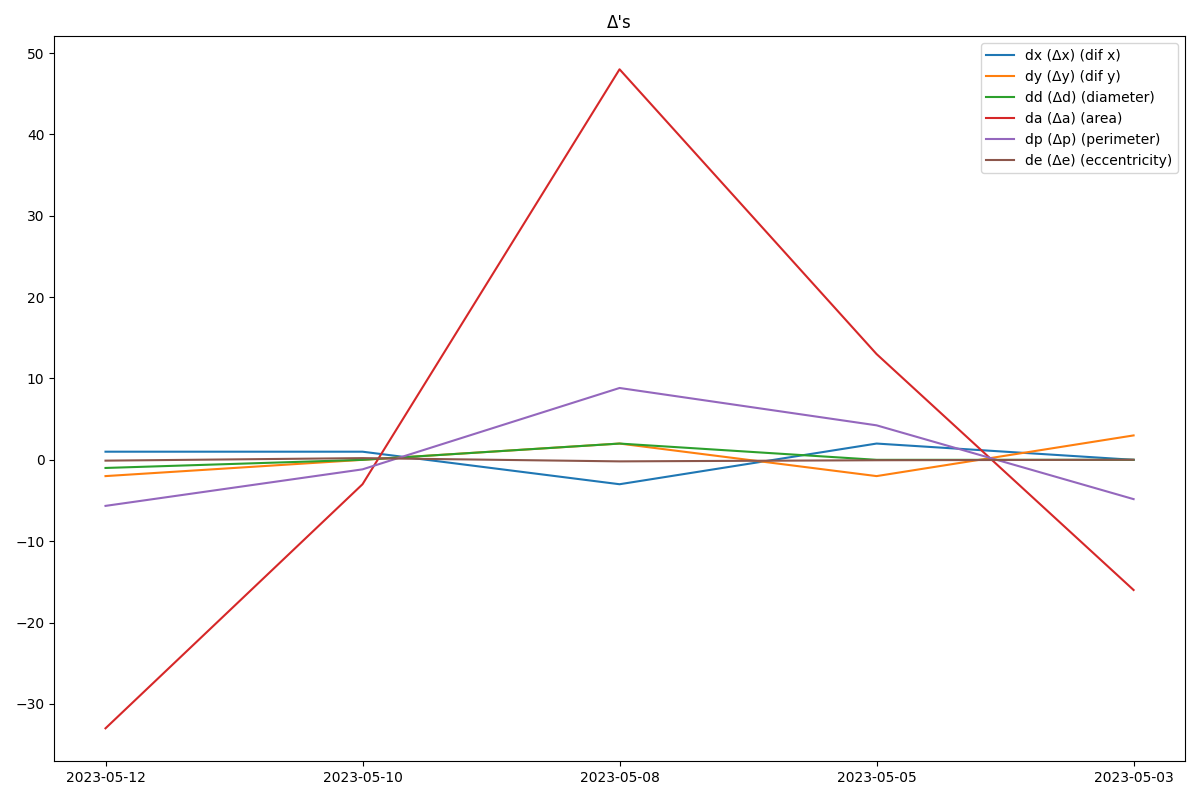 Δ's
dx (Δx) (dif x)
dy (Δy) (dif y)
dd (Δd) (diameter)
da (Δa) (area)
dp (Δp) (perimeter)
de (Δe) (eccentricity)
50
40
30
20
10
0
−10
−20
−30
2023-05-12 2023-05-10 2023-05-08 2023-05-05 2023-05-03